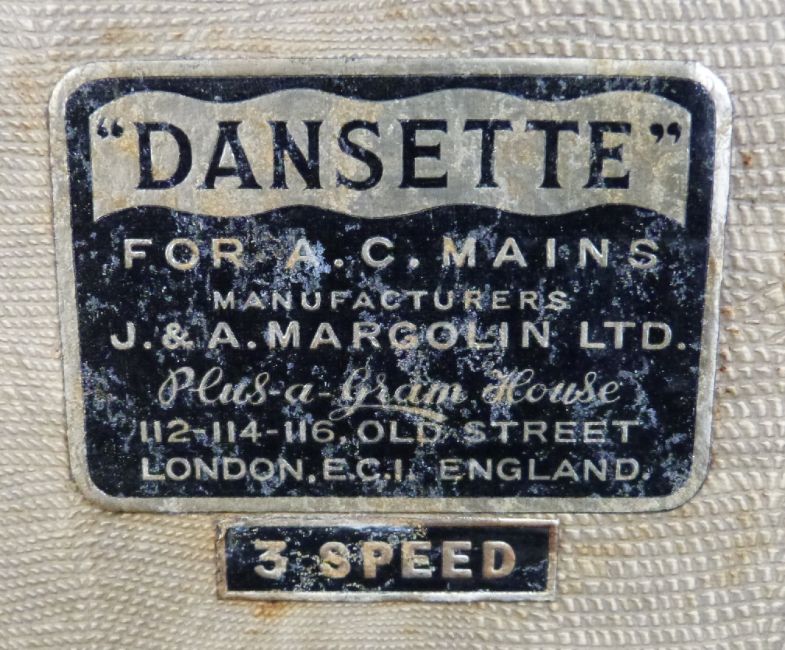 "DANSETTE"
FOR A.C. MAINS
MANUFACTURERS
J. & A. MARGOLIN LTD.
Plus-a-Gram House
112-114-116, OLD STREET
LONDON, E.C.1. ENGLAND.
3 SPEED